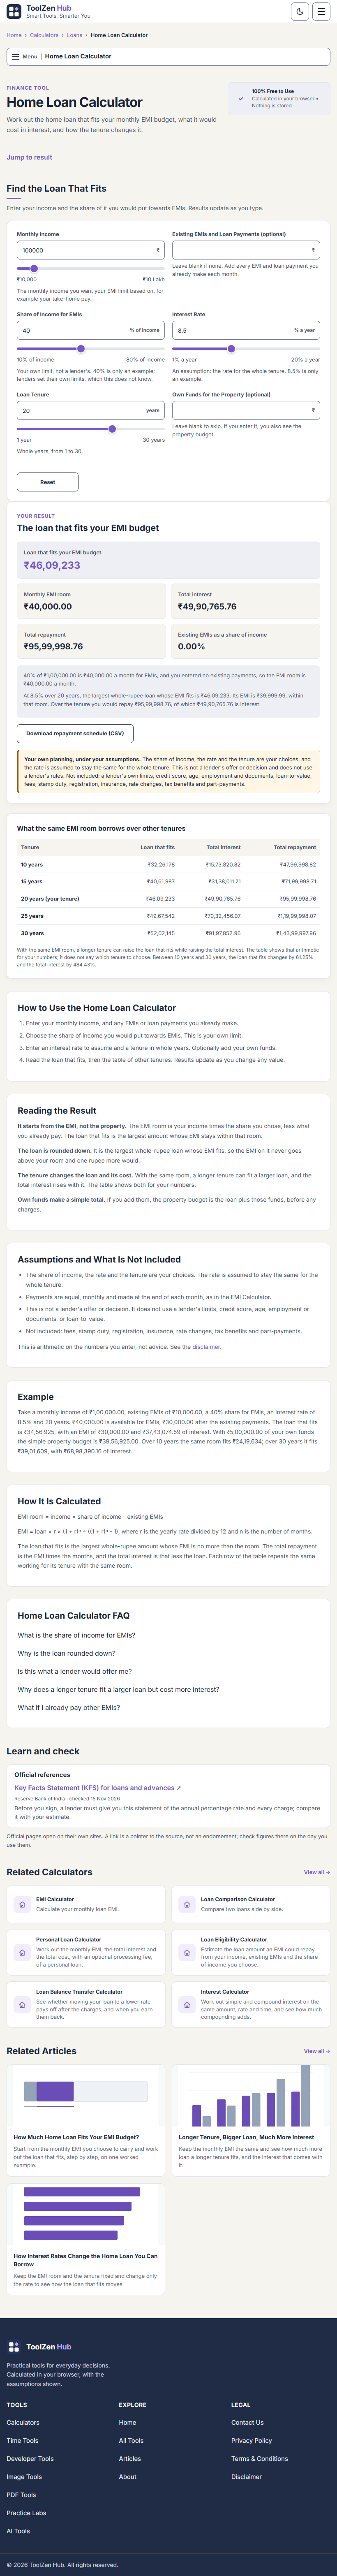 ToolZen Hub
Smart Tools, Smarter You
Home › Calculators › Loans › Home Loan Calculator
Menu | Home Loan Calculator
FINANCE TOOL
Home Loan Calculator
Work out the home loan that fits your monthly EMI budget, what it would
cost in interest, and how the tenure changes it.
✓
100% Free to Use
Calculated in your browser •
Nothing is stored
Jump to result
Find the Loan That Fits
Enter your income and the share of it you would put towards EMIs. Results update as you type.
Monthly Income
100000 ₹
₹10,000 ₹10 Lakh
The monthly income you want your EMI limit based on, for
example your take-home pay.
Existing EMIs and Loan Payments (optional)
₹
Leave blank if none. Add every EMI and loan payment you
already make each month.
Share of Income for EMIs
40 % of income
10% of income 80% of income
Your own limit, not a lender's. 40% is only an example;
lenders set their own limits, which this does not know.
Interest Rate
8.5 % a year
1% a year 20% a year
An assumption: the rate for the whole tenure. 8.5% is only
an example.
Loan Tenure
20 years
1 year 30 years
Whole years, from 1 to 30.
Own Funds for the Property (optional)
₹
Leave blank to skip. If you enter it, you also see the
property budget.
Reset
YOUR RESULT
The loan that fits your EMI budget
Loan that fits your EMI budget
₹46,09,233
Monthly EMI room
₹40,000.00
Total interest
₹49,90,765.76
Total repayment
₹95,99,998.76
Existing EMIs as a share of income
0.00%
40% of ₹1,00,000.00 is ₹40,000.00 a month for EMIs, and you entered no existing payments, so the EMI room is
₹40,000.00 a month.
At 8.5% over 20 years, the largest whole-rupee loan whose EMI fits is ₹46,09,233. Its EMI is ₹39,999.99, within
that room. Over the tenure you would repay ₹95,99,998.76, of which ₹49,90,765.76 is interest.
Download repayment schedule (CSV)
Your own planning, under your assumptions. The share of income, the rate and the tenure are your choices, and
the rate is assumed to stay the same for the whole tenure. This is not a lender's offer or decision and does not use
a lender's rules. Not included: a lender's own limits, credit score, age, employment and documents, loan-to-value,
fees, stamp duty, registration, insurance, rate changes, tax benefits and part-payments.
What the same EMI room borrows over other tenures
Tenure Loan that fits Total interest Total repayment
10 years ₹32,26,178 ₹15,73,820.82 ₹47,99,998.82
15 years ₹40,61,987 ₹31,38,011.71 ₹71,99,998.71
20 years (your tenure) ₹46,09,233 ₹49,90,765.76 ₹95,99,998.76
25 years ₹49,67,542 ₹70,32,456.07 ₹1,19,99,998.07
30 years ₹52,02,145 ₹91,97,852.96 ₹1,43,99,997.96
With the same EMI room, a longer tenure can raise the loan that fits while raising the total interest. The table shows that arithmetic
for your numbers; it does not say which tenure to choose. Between 10 years and 30 years, the loan that fits changes by 61.25%
and the total interest by 484.43%.
How to Use the Home Loan Calculator
1. Enter your monthly income, and any EMIs or loan payments you already make.
2. Choose the share of income you would put towards EMIs. This is your own limit.
3. Enter an interest rate to assume and a tenure in whole years. Optionally add your own funds.
4. Read the loan that fits, then the table of other tenures. Results update as you change any value.
Reading the Result
It starts from the EMI, not the property. The EMI room is your income times the share you chose, less what
you already pay. The loan that fits is the largest amount whose EMI stays within that room.
The loan is rounded down. It is the largest whole-rupee loan whose EMI fits, so the EMI on it never goes
above your room and one rupee more would.
The tenure changes the loan and its cost. With the same room, a longer tenure can fit a larger loan, and the
total interest rises with it. The table shows both for your numbers.
Own funds make a simple total. If you add them, the property budget is the loan plus those funds, before any
charges.
Assumptions and What Is Not Included
• The share of income, the rate and the tenure are your choices. The rate is assumed to stay the same for the
whole tenure.
• Payments are equal, monthly and made at the end of each month, as in the EMI Calculator.
• This is not a lender's offer or decision. It does not use a lender's limits, credit score, age, employment or
documents, or loan-to-value.
• Not included: fees, stamp duty, registration, insurance, rate changes, tax benefits and part-payments.
This is arithmetic on the numbers you enter, not advice. See the disclaimer.
Example
Take a monthly income of ₹1,00,000.00, existing EMIs of ₹10,000.00, a 40% share for EMIs, an interest rate of
8.5% and 20 years. ₹40,000.00 is available for EMIs, ₹30,000.00 after the existing payments. The loan that fits
is ₹34,56,925, with an EMI of ₹30,000.00 and ₹37,43,074.59 of interest. With ₹5,00,000.00 of your own funds
the simple property budget is ₹39,56,925.00. Over 10 years the same room fits ₹24,19,634; over 30 years it fits
₹39,01,609, with ₹68,98,390.16 of interest.
How It Is Calculated
EMI room = income × share of income - existing EMIs
EMI = loan × r × (1 + r)ⁿ ÷ ((1 + r)ⁿ - 1), where r is the yearly rate divided by 12 and n is the number of months.
The loan that fits is the largest whole-rupee amount whose EMI is no more than the room. The total repayment
is the EMI times the months, and the total interest is that less the loan. Each row of the table repeats the same
working for its tenure with the same room.
Home Loan Calculator FAQ
What is the share of income for EMIs?
Why is the loan rounded down?
Is this what a lender would offer me?
Why does a longer tenure fit a larger loan but cost more interest?
What if I already pay other EMIs?
Learn and check
Official references
Key Facts Statement (KFS) for loans and advances ↗
Reserve Bank of India · checked 15 Nov 2026
Before you sign, a lender must give you this statement of the annual percentage rate and every charge; compare
it with your estimate.
Official pages open on their own sites. A link is a pointer to the source, not an endorsement; check figures there on the day you
use them.
Related Calculators View all →
EMI Calculator
Calculate your monthly loan EMI.
Loan Comparison Calculator
Compare two loans side by side.
Personal Loan Calculator
Work out the monthly EMI, the total interest and
the total cost, with an optional processing fee,
of a personal loan.
Loan Eligibility Calculator
Estimate the loan amount an EMI could repay
from your income, existing EMIs and the share
of income you choose.
Loan Balance Transfer Calculator
See whether moving your loan to a lower rate
pays off after the charges, and when you earn
them back.
Interest Calculator
Work out simple and compound interest on the
same amount, rate and time, and see how much
compounding adds.
Related Articles View all →
How Much Home Loan Fits Your EMI Budget?
Start from the monthly EMI you choose to carry and work
out the loan that fits, step by step, on one worked
example.
Longer Tenure, Bigger Loan, Much More Interest
Keep the monthly EMI the same and see how much more
loan a longer tenure fits, and the interest that comes with
it.
How Interest Rates Change the Home Loan You Can
Borrow
Keep the EMI room and the tenure fixed and change only
the rate to see how the loan that fits moves.
ToolZen Hub
Practical tools for everyday decisions.
Calculated in your browser, with the
assumptions shown.
TOOLS
Calculators
Time Tools
Developer Tools
Image Tools
PDF Tools
Practice Labs
AI Tools
EXPLORE
Home
All Tools
Articles
About
LEGAL
Contact Us
Privacy Policy
Terms & Conditions
Disclaimer
© 2026 ToolZen Hub. All rights reserved.